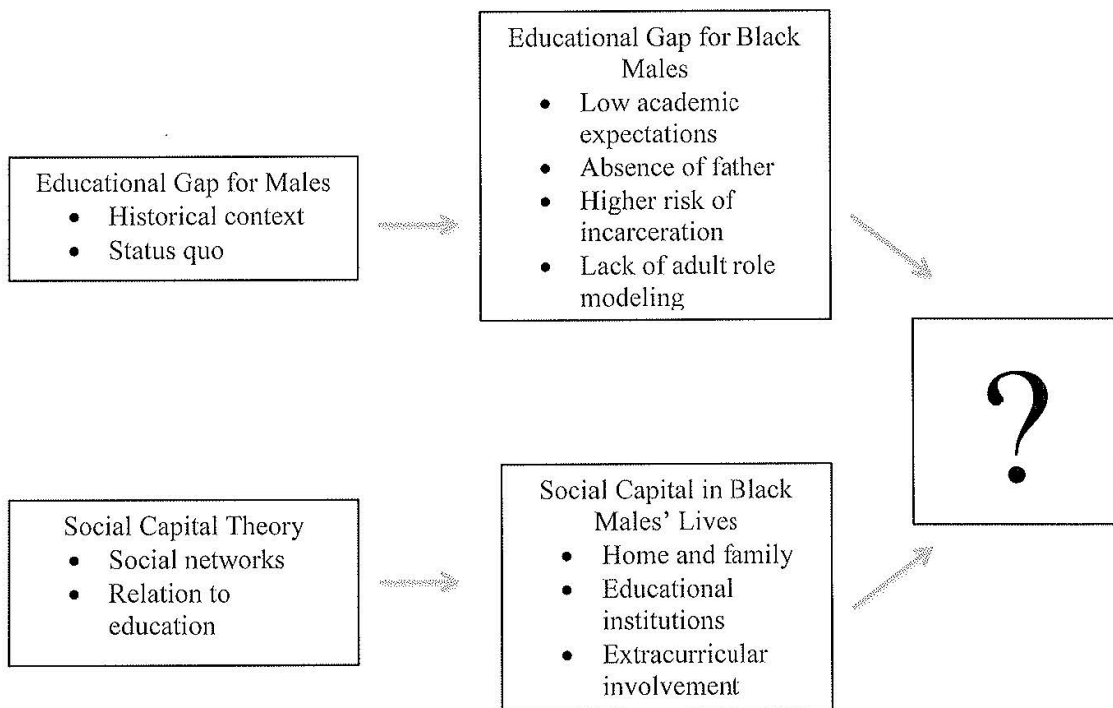 Educational Gap for Males
• Historical context
• Status quo
Educational Gap for Black
Males
• Low academic
expectations
• Absence of father
• Higher risk of
incarceration
• Lack of adult role
modeling
Social Capital Theory
• Social networks
• Relation to
education
Social Capital in Black
Males’ Lives
• Home and family
• Educational
institutions
• Extracurricular
involvement
?